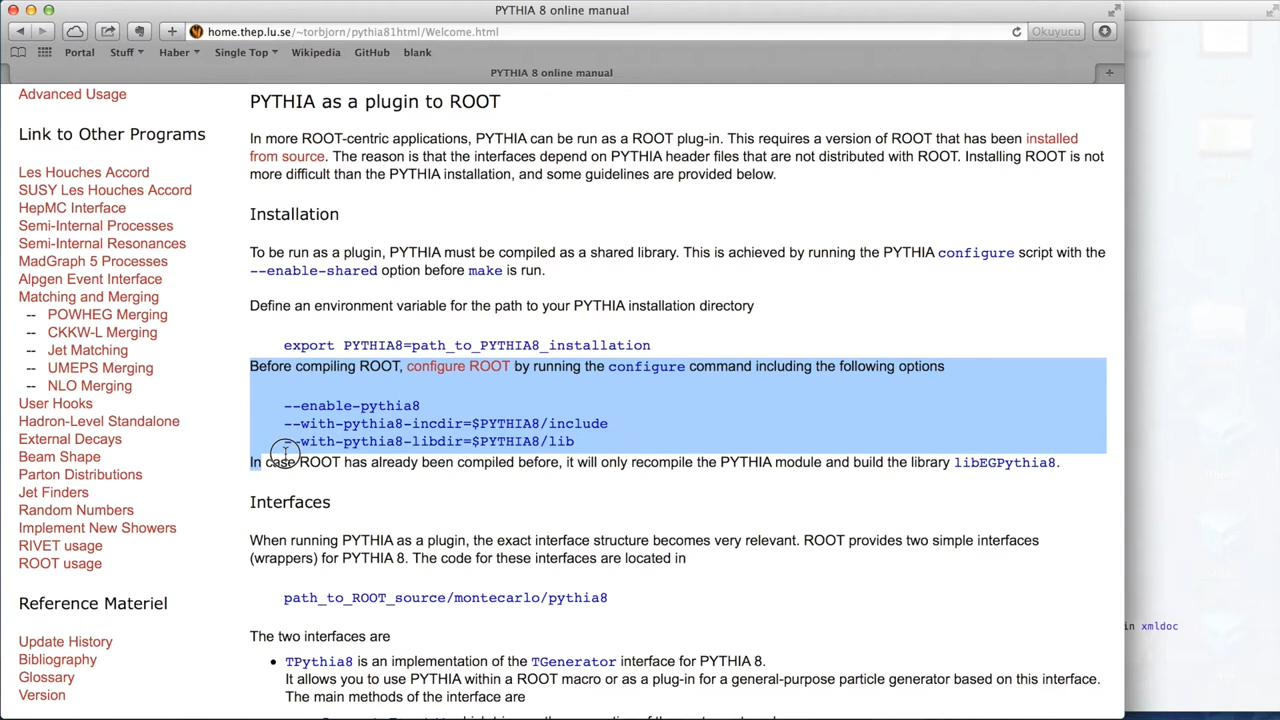 PYTHIA 8 online manual
home.thep.lu.se/~torbjorn/pythia81html/Welcome.html
Okuyucu
Portal Stuff Haber Single Top Wikipedia GitHub blank
PYTHIA 8 online manual
Advanced Usage
Link to Other Programs
Les Houches Accord
SUSY Les Houches Accord
HepMC Interface
Semi-Internal Processes
Semi-Internal Resonances
MadGraph 5 Processes
Alpgen Event Interface
Matching and Merging
-- POWHEG Merging
-- CKKW-L Merging
-- Jet Matching
-- UMEPS Merging
-- NLO Merging
User Hooks
Hadron-Level Standalone
External Decays
Beam Shape
Parton Distributions
Jet Finders
Random Numbers
Implement New Showers
RIVET usage
ROOT usage
Reference Materiel
Update History
Bibliography
Glossary
Version
PYTHIA as a plugin to ROOT
In more ROOT-centric applications, PYTHIA can be run as a ROOT plug-in. This requires a version of ROOT that has been installed
from source. The reason is that the interfaces depend on PYTHIA header files that are not distributed with ROOT. Installing ROOT is not
more difficult than the PYTHIA installation, and some guidelines are provided below.
Installation
To be run as a plugin, PYTHIA must be compiled as a shared library. This is achieved by running the PYTHIA configure script with the
--enable-shared option before make is run.
Define an environment variable for the path to your PYTHIA installation directory
export PYTHIA8=path_to_PYTHIA8_installation
Before compiling ROOT, configure ROOT by running the configure command including the following options
--enable-pythia8
--with-pythia8-incdir=$PYTHIA8/include
--with-pythia8-libdir=$PYTHIA8/lib
In case ROOT has already been compiled before, it will only recompile the PYTHIA module and build the library libEGPythia8.
Interfaces
When running PYTHIA as a plugin, the exact interface structure becomes very relevant. ROOT provides two simple interfaces
(wrappers) for PYTHIA 8. The code for these interfaces are located in
path_to_ROOT_source/montecarlo/pythia8
The two interfaces are
TPythia8 is an implementation of the TGenerator interface for PYTHIA 8.
It allows you to use PYTHIA within a ROOT macro or as a plug-in for a general-purpose particle generator based on this interface.
The main methods of the interface are
in xmldoc